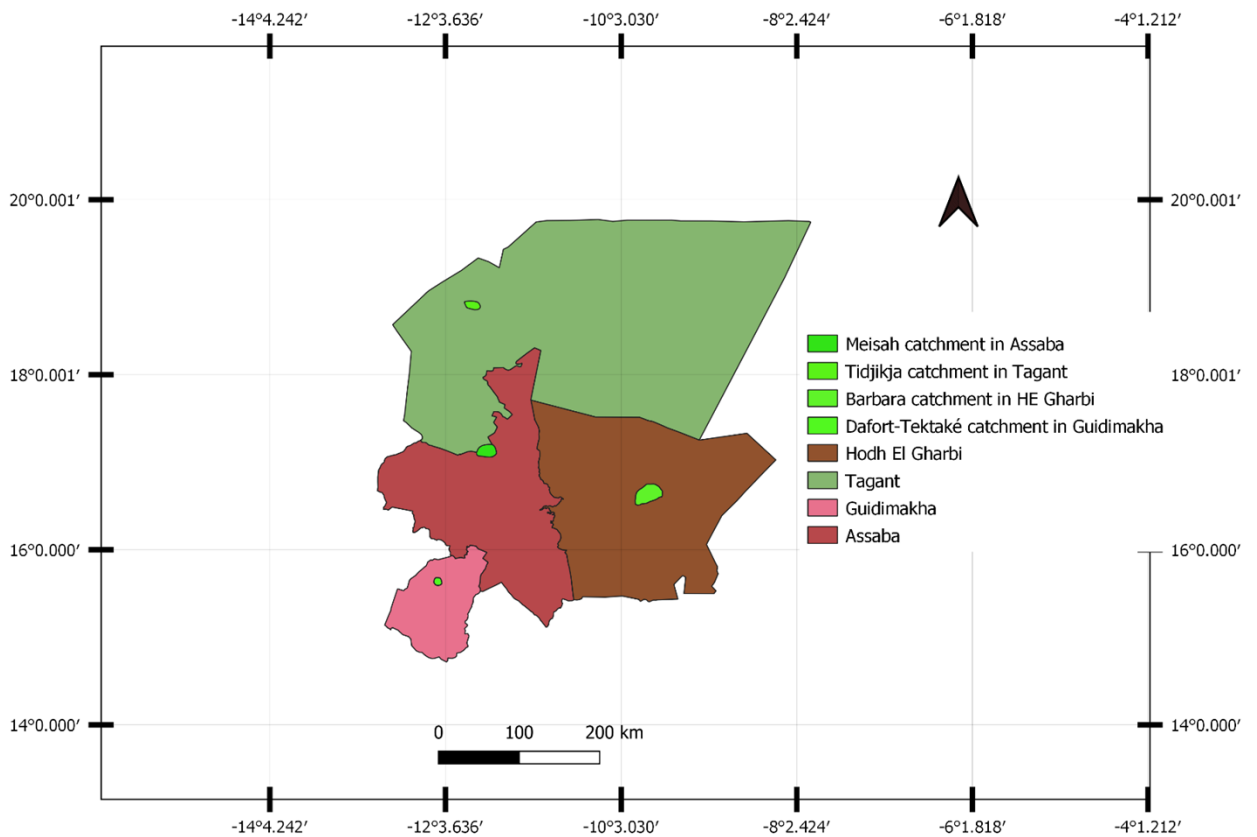 -14°4.242′ -12°3.636′ -10°3.030′ -8°2.424′ -6°1.818′ -4°1.212′
20°0.001′ 20°0.001′
Meisah catchment in Assaba
Tidjikja catchment in Tagant
18°0.001′ 18°0.001′
Barbara catchment in HE Gharbi
Dafort-Tektaké catchment in Guidimakha
Hodh El Gharbi
Tagant
Guidimakha
Assaba
16°0.000′ 16°0.000′
14°0.000′ 14°0.000′
0 100 200 km
-14°4.242′ -12°3.636′ -10°3.030′ -8°2.424′ -6°1.818′ -4°1.212′